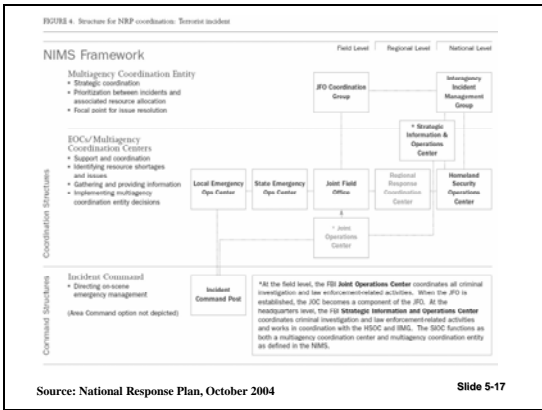 FIGURE 4. Structure for NRP coordination: Terrorist incident
NIMS Framework
Field Level
Regional Level
National Level
Multiagency Coordination Entity
• Strategic coordination
• Prioritization between incidents and
associated resource allocation
• Focal point for issue resolution
JFO Coordination
Group
Interagency
Incident
Management
Group
* Strategic
Information &
Operations
Center
EOCs/Multiagency
Coordination Centers
• Support and coordination
• Identifying resource shortages
and issues
• Gathering and providing information
• Implementing multiagency
coordination entity decisions
Local Emergency
Ops Center
State Emergency
Ops Center
Joint Field
Office
Regional
Response
Coordination
Center
Homeland
Security
Operations
Center
* Joint
Operations
Center
Coordination Structures
Incident Command
• Directing on-scene
emergency management
(Area Command option not depicted)
Incident
Command Post
*At the field level, the FBI Joint Operations Center coordinates all criminal
investigation and law enforcement-related activities. When the JFO is
established, the JOC becomes a component of the JFO. At the
headquarters level, the FBI Strategic Information and Operations Center
coordinates criminal investigation and law enforcement-related activities
and works in coordination with the HSOC and IIMG. The SIOC functions as
both a multiagency coordination center and multiagency coordination entity
as defined in the NIMS.
Command Structures
Source: National Response Plan, October 2004
Slide 5-17